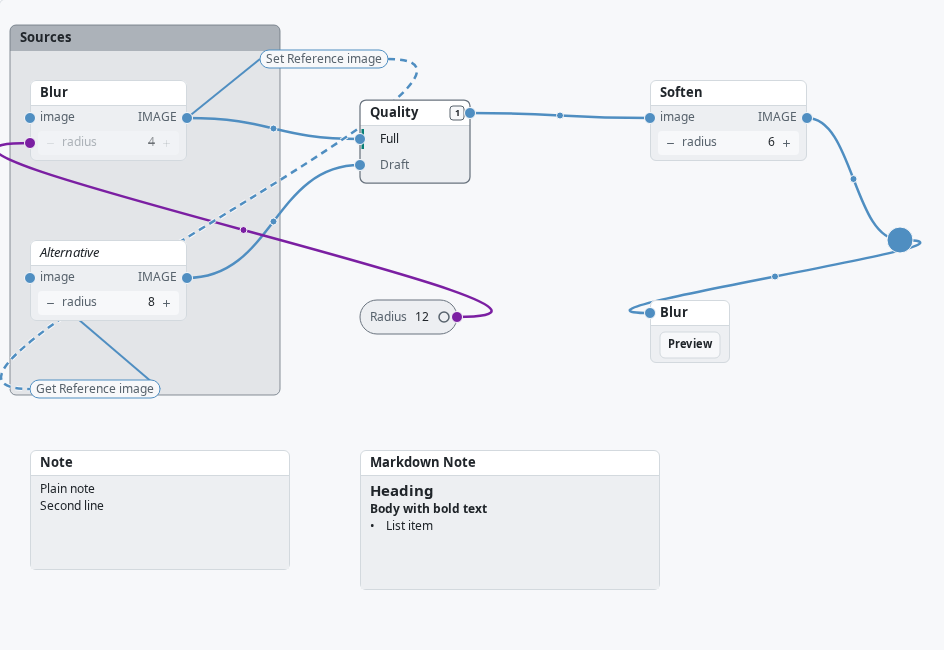 Sources
Set Reference image
Blur
image IMAGE
– radius 4 +
Quality 1
Full
Draft
Soften
image IMAGE
– radius 6 +
Alternative
image IMAGE
– radius 8 +
Radius 12
Blur
Preview
Get Reference image
Note
Plain note
Second line
Markdown Note
Heading
Body with bold text
• List item